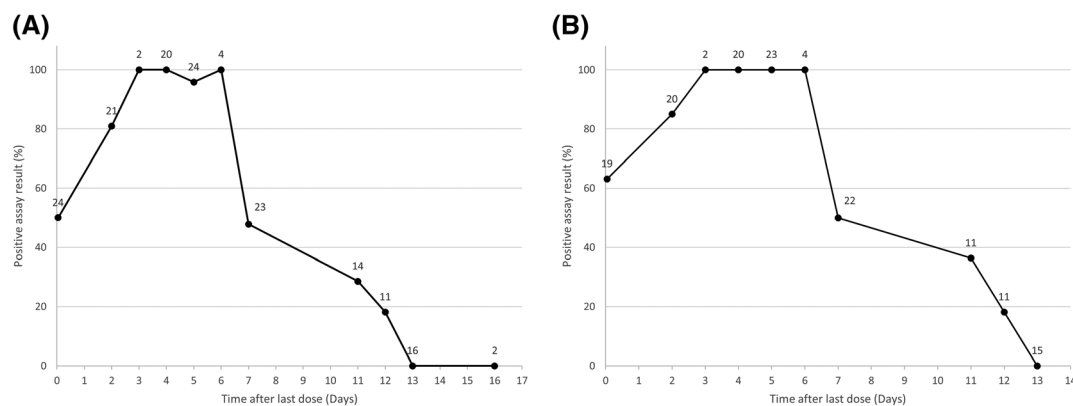 (A)
2 20 24 4
100
21
80
60
24
23
40
14
20
11
16 2
0
Positive assay result (%)
0 1 2 3 4 5 6 7 8 9 10 11 12 13 14 15 16 17
Time after last dose (Days)
(B)
2 20 23 4
100
20
80
19
60
22
40
11
20
11
15
0
Positive assay result (%)
0 1 2 3 4 5 6 7 8 9 10 11 12 13 14
Time after last dose (Days)